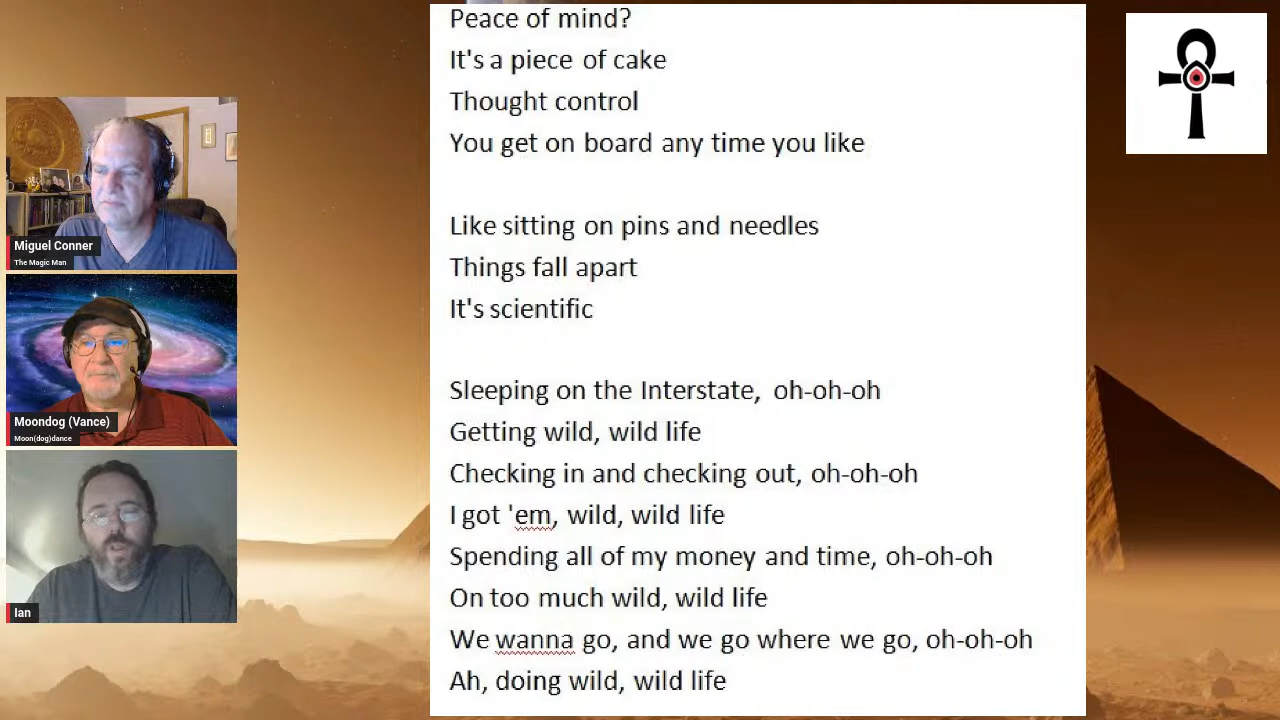 Peace of mind?
It's a piece of cake
Thought control
You get on board any time you like
Like sitting on pins and needles
Things fall apart
It's scientific
Sleeping on the Interstate, oh-oh-oh
Getting wild, wild life
Checking in and checking out, oh-oh-oh
I got 'em, wild, wild life
Spending all of my money and time, oh-oh-oh
On too much wild, wild life
We wanna go, and we go where we go, oh-oh-oh
Ah, doing wild, wild life
Miguel Conner
The Magic Man
Moondog (Vance)
Moon(dog)dance
Ian